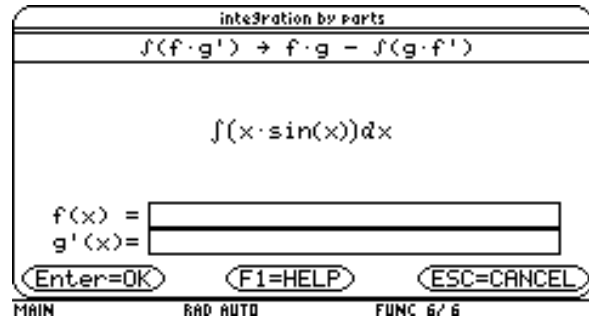 integration by parts
∫(f·g') → f·g - ∫(g·f')
∫(x·sin(x))dx
f(x) =
g'(x)=
Enter=OK F1=HELP ESC=CANCEL
MAIN RAD AUTO FUNC 6/6